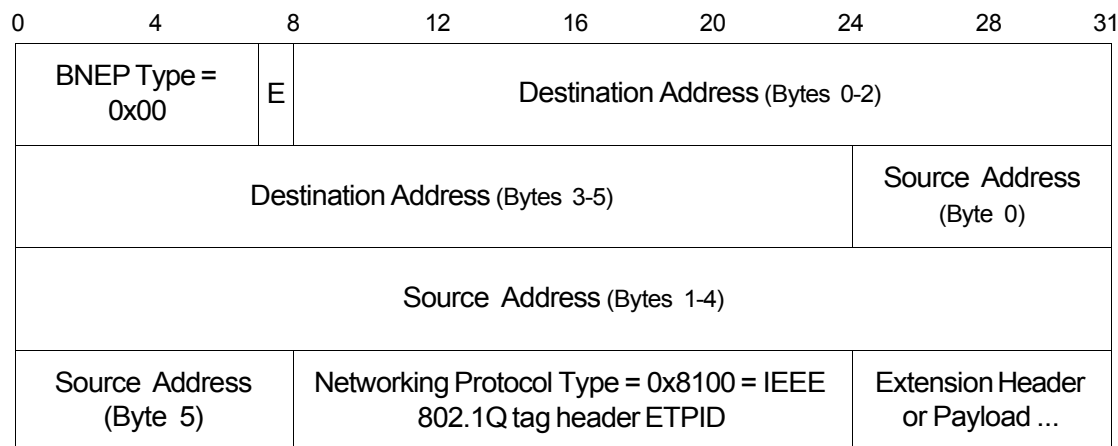 0 4 8 12 16 20 24 28 31
BNEP Type =
0x00
E
Destination Address (Bytes 0-2)
Destination Address (Bytes 3-5)
Source Address
(Byte 0)
Source Address (Bytes 1-4)
Source Address
(Byte 5)
Networking Protocol Type = 0x8100 = IEEE
802.1Q tag header ETPID
Extension Header
or Payload ...